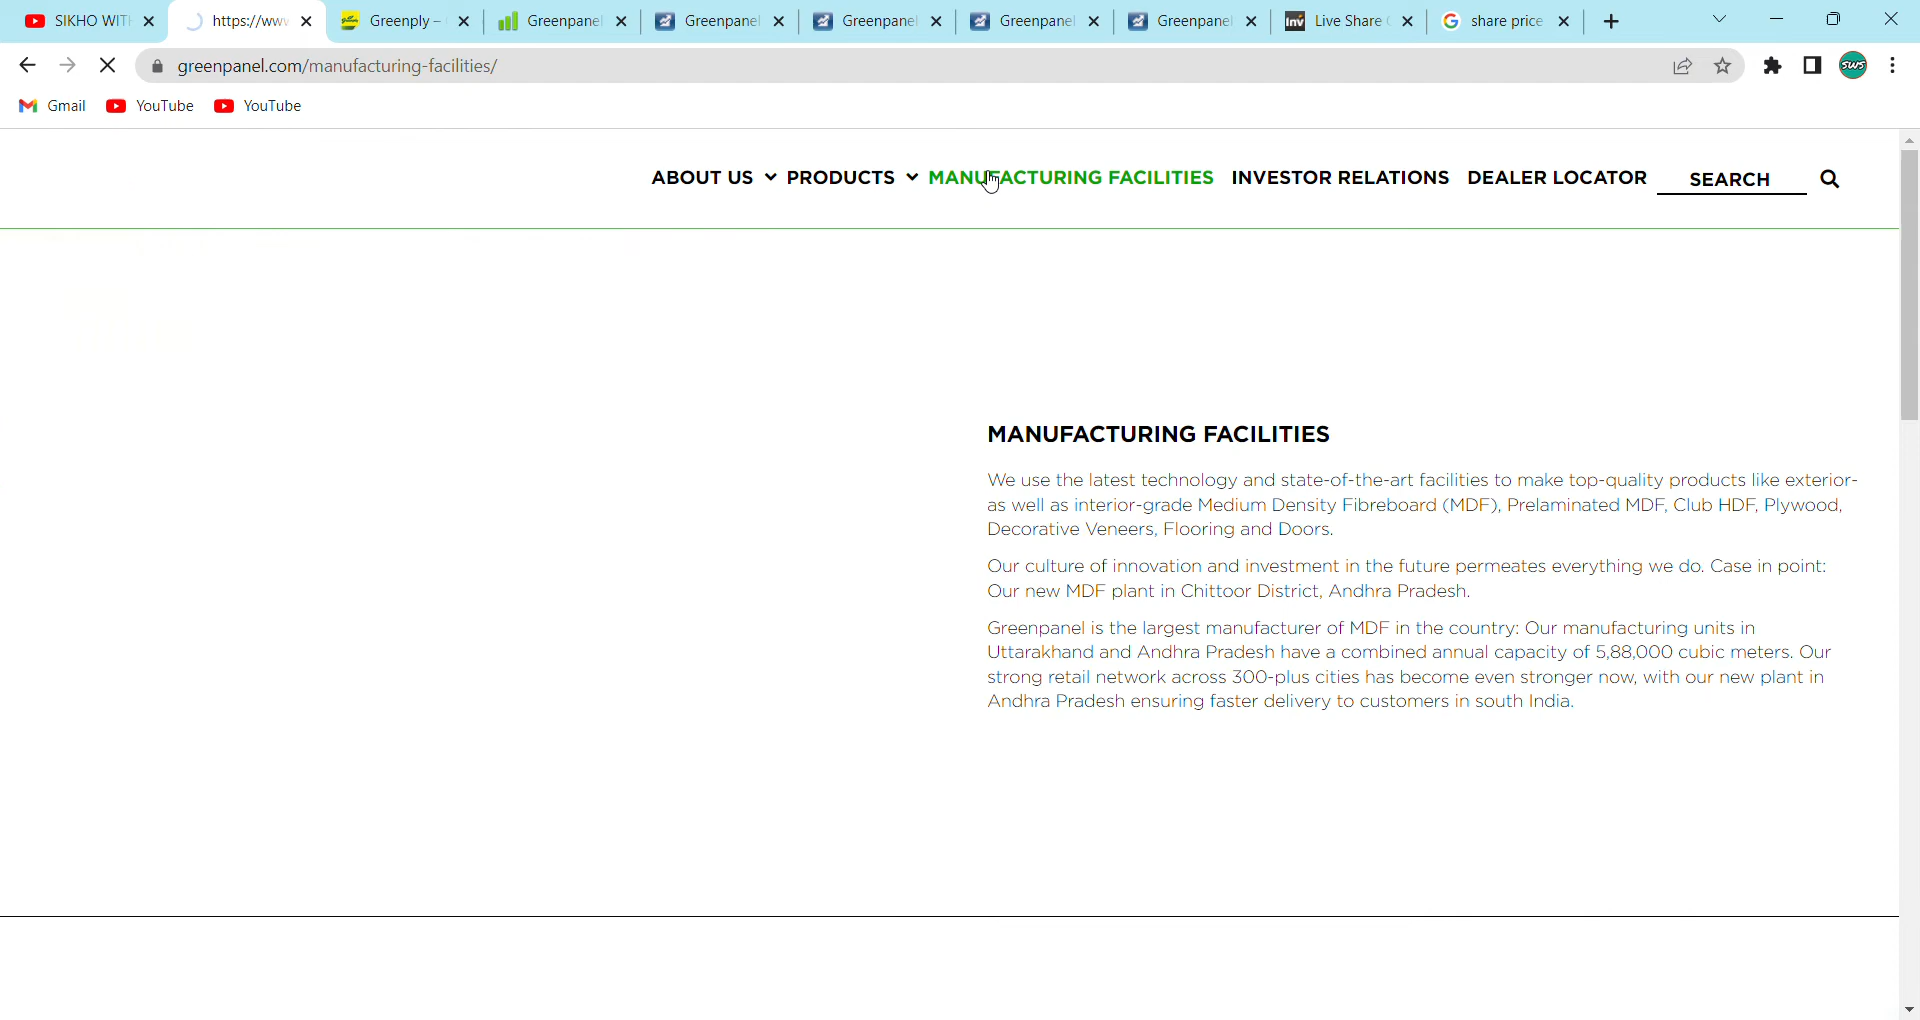 SIKHO WITH
https://www
Greenply –
Greenpanel
Greenpanel
Greenpanel
Greenpanel
Greenpanel
Inv
Live Share
share price
greenpanel.com/manufacturing-facilities/
SWS
Gmail
YouTube
YouTube
ABOUT US
PRODUCTS
MANUFACTURING FACILITIES
INVESTOR RELATIONS
DEALER LOCATOR
SEARCH
MANUFACTURING FACILITIES
We use the latest technology and state-of-the-art facilities to make top-quality products like exterior-
as well as interior-grade Medium Density Fibreboard (MDF), Prelaminated MDF, Club HDF, Plywood,
Decorative Veneers, Flooring and Doors.
Our culture of innovation and investment in the future permeates everything we do. Case in point:
Our new MDF plant in Chittoor District, Andhra Pradesh.
Greenpanel is the largest manufacturer of MDF in the country: Our manufacturing units in
Uttarakhand and Andhra Pradesh have a combined annual capacity of 5,88,000 cubic meters. Our
strong retail network across 300-plus cities has become even stronger now, with our new plant in
Andhra Pradesh ensuring faster delivery to customers in south India.